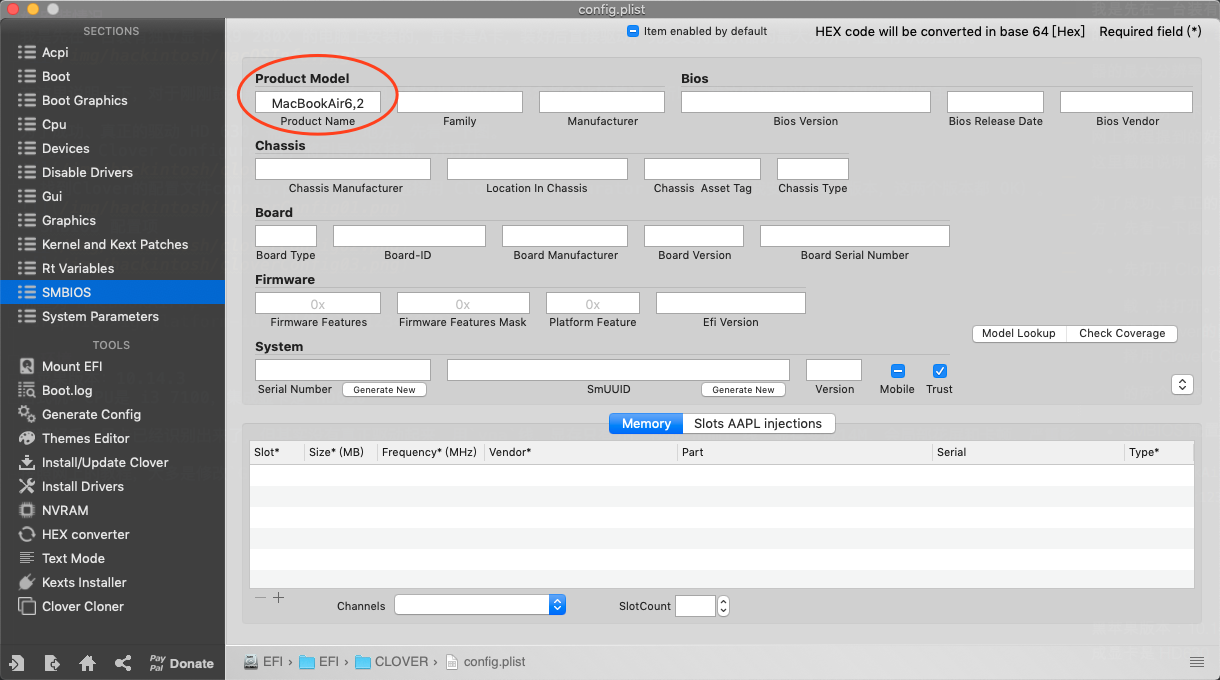 config.plist
SECTIONS
Acpi
Boot
Boot Graphics
Cpu
Devices
Disable Drivers
Gui
Graphics
Kernel and Kext Patches
Rt Variables
SMBIOS
System Parameters
TOOLS
Mount EFI
Boot.log
Generate Config
Themes Editor
Install/Update Clover
Install Drivers
NVRAM
HEX converter
Text Mode
Kexts Installer
Clover Cloner
Pay
Pal
Donate
Item enabled by default
HEX code will be converted in base 64 [Hex]
Required field (*)
Product Model
Bios
MacBookAir6,2
Product Name
Family
Manufacturer
Bios Version
Bios Release Date
Bios Vendor
Chassis
Chassis Manufacturer
Location In Chassis
Chassis Asset Tag
Chassis Type
Board
Board Type
Board-ID
Board Manufacturer
Board Version
Board Serial Number
Firmware
0x
0x
0x
Firmware Features
Firmware Features Mask
Platform Feature
Efi Version
Model Lookup
Check Coverage
System
Serial Number
Generate New
SmUUID
Generate New
Version
Mobile
Trust
Memory
Slots AAPL injections
Slot*
Size* (MB)
Frequency* (MHz)
Vendor*
Part
Serial
Type*
Channels
SlotCount
EFI › EFI › CLOVER › config.plist